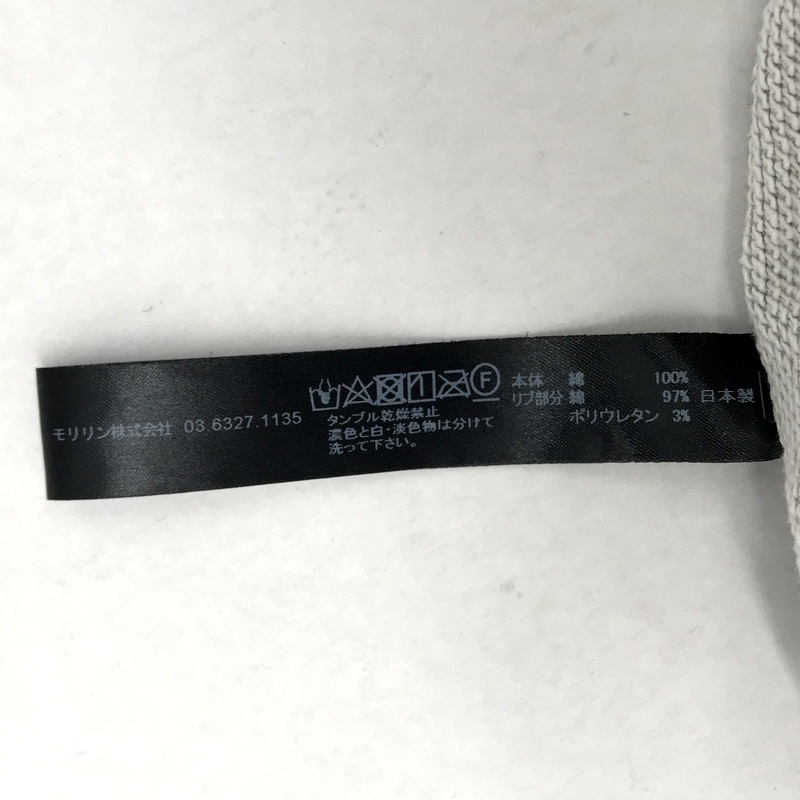 モリリン株式会社 03.6327.1135
F
タンブル乾燥禁止
濃色と白・淡色物は分けて
洗って下さい。
本体 綿 100%
リブ部分 綿 97%
ポリウレタン 3%
日本製